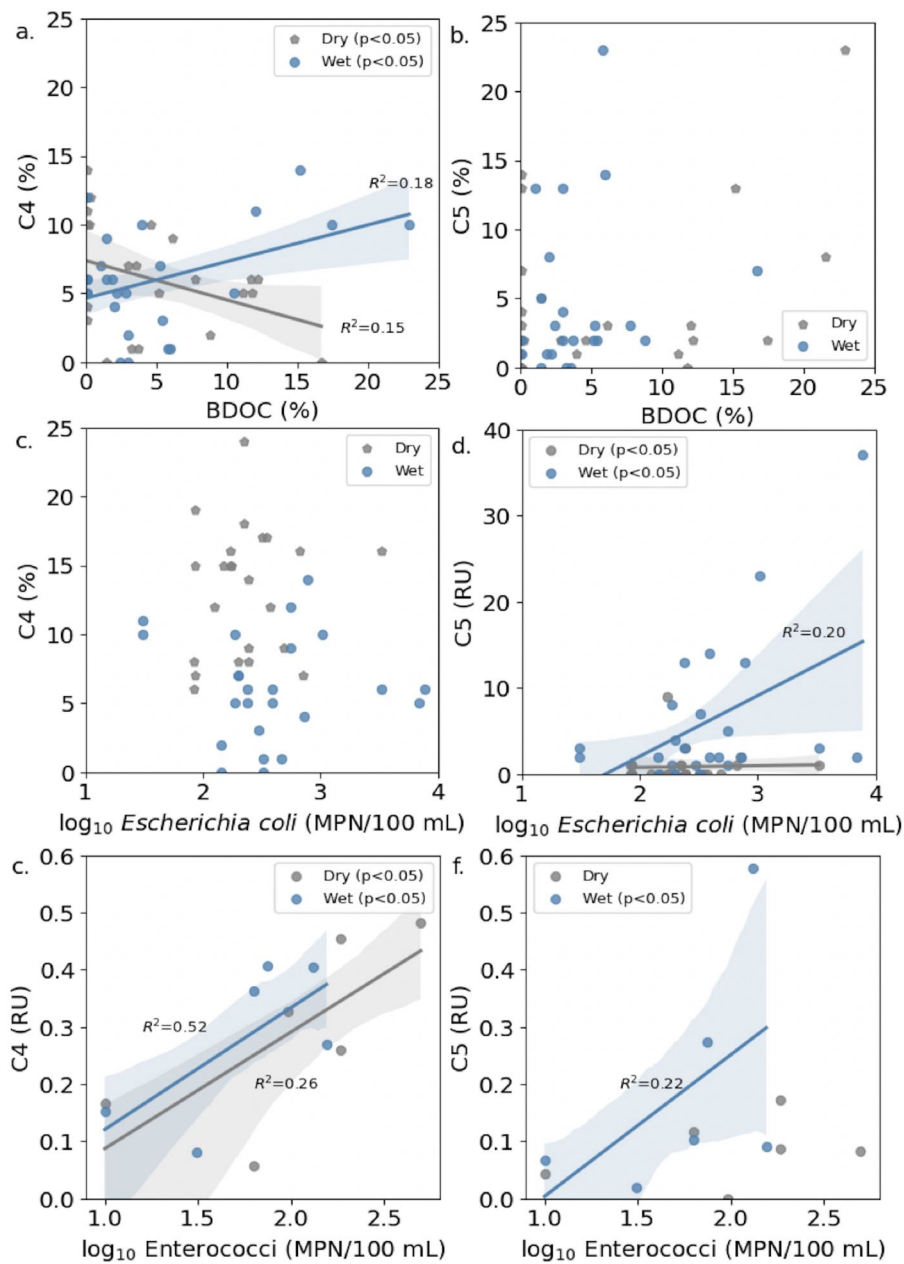 a.
25
20
15
10
5
0
C4 (%)
Dry (p<0.05)
Wet (p<0.05)
R²=0.18
R²=0.15
0 5 10 15 20 25
BDOC (%)
b.
25
20
15
10
5
0
C5 (%)
Dry
Wet
0 5 10 15 20 25
BDOC (%)
c.
25
20
15
10
5
0
C4 (%)
Dry
Wet
1 2 3 4
log₁₀ Escherichia coli (MPN/100 mL)
d.
40
30
20
10
0
C5 (RU)
Dry (p<0.05)
Wet (p<0.05)
R²=0.20
1 2 3 4
log₁₀ Escherichia coli (MPN/100 mL)
c.
0.6
0.5
0.4
0.3
0.2
0.1
0.0
C4 (RU)
Dry (p<0.05)
Wet (p<0.05)
R²=0.52
R²=0.26
1.0 1.5 2.0 2.5
log₁₀ Enterococci (MPN/100 mL)
f.
0.6
0.5
0.4
0.3
0.2
0.1
0.0
C5 (RU)
Dry
Wet (p<0.05)
R²=0.22
1.0 1.5 2.0 2.5
log₁₀ Enterococci (MPN/100 mL)